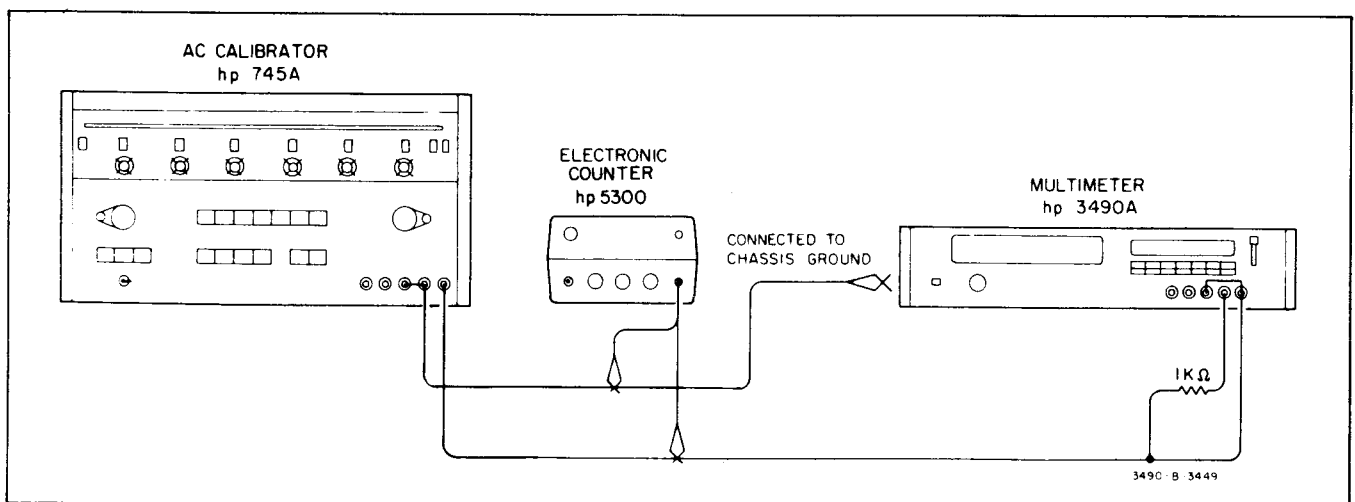 AC CALIBRATOR
hp 745A
ELECTRONIC
COUNTER
hp 5300
MULTIMETER
hp 3490A
CONNECTED TO
CHASSIS GROUND
1KΩ
3490-B-3449